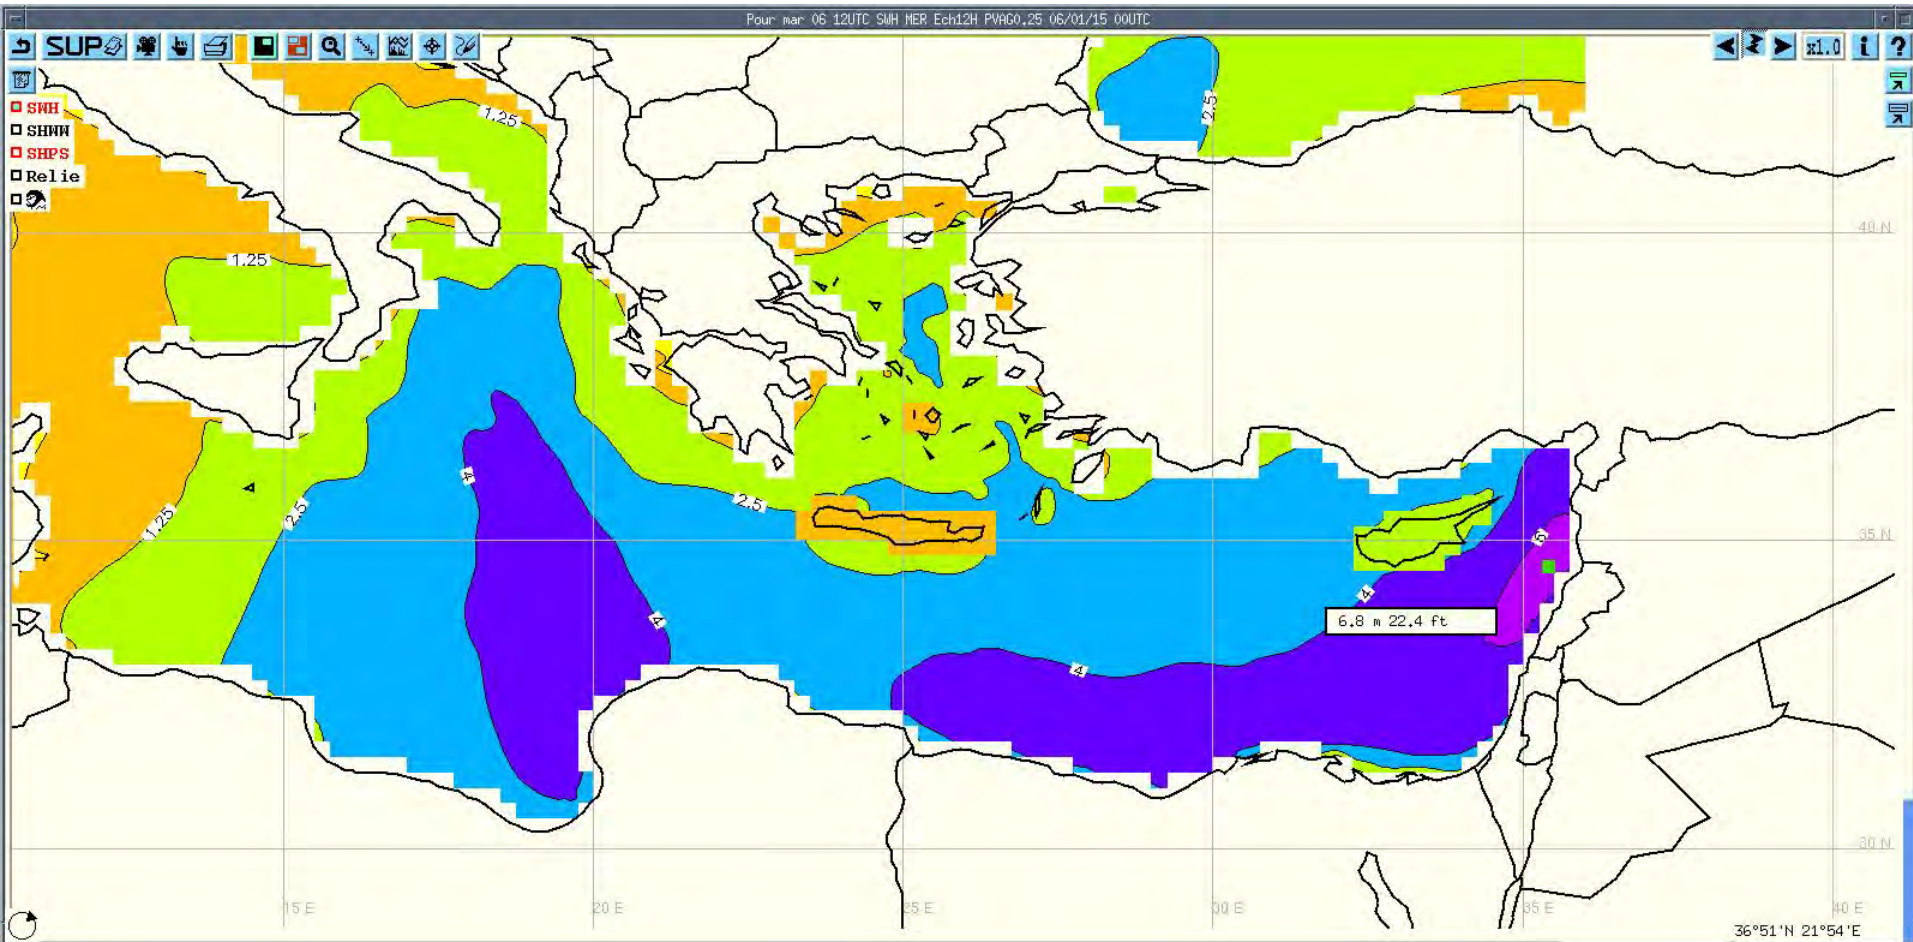 Pour mar 06 12UTC SWH MER Ech12H PVAG0.25 06/01/15 00UTC
SUP
x1.0
i
?
SWH
SHWW
SHPS
Relie
1.25
2.5
40 N
1.25
4
2.5
2.5
1.25
35 N
4
4
6.8 m 22.4 ft
4
30 N
15 E
20 E
25 E
30 E
35 E
40 E
36°51'N 21°54'E